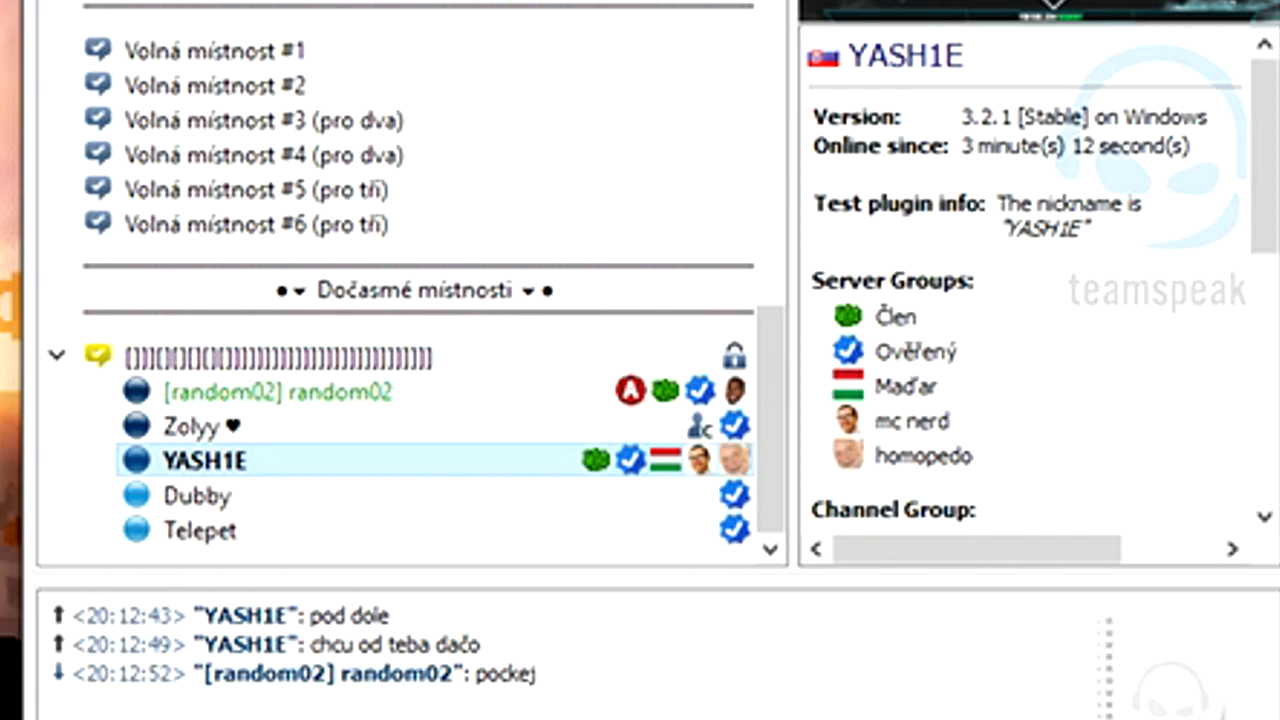 Volná místnost #1
Volná místnost #2
Volná místnost #3 (pro dva)
Volná místnost #4 (pro dva)
Volná místnost #5 (pro tři)
Volná místnost #6 (pro tři)
Dočasmé místnosti
[random02] random02
Zolyy ♥
YASH1E
Dubby
Telepet
YASH1E
Version: 3.2.1 [Stable] on Windows
Online since: 3 minute(s) 12 second(s)
Test plugin info: The nickname is
"YASH1E"
teamspeak
Server Groups:
Člen
Ověřený
Maďar
mc nerd
homopedo
Channel Group:
<20:12:43> "YASH1E": pod dole
<20:12:49> "YASH1E": chcu od teba dačo
<20:12:52> "[random02] random02": pockej